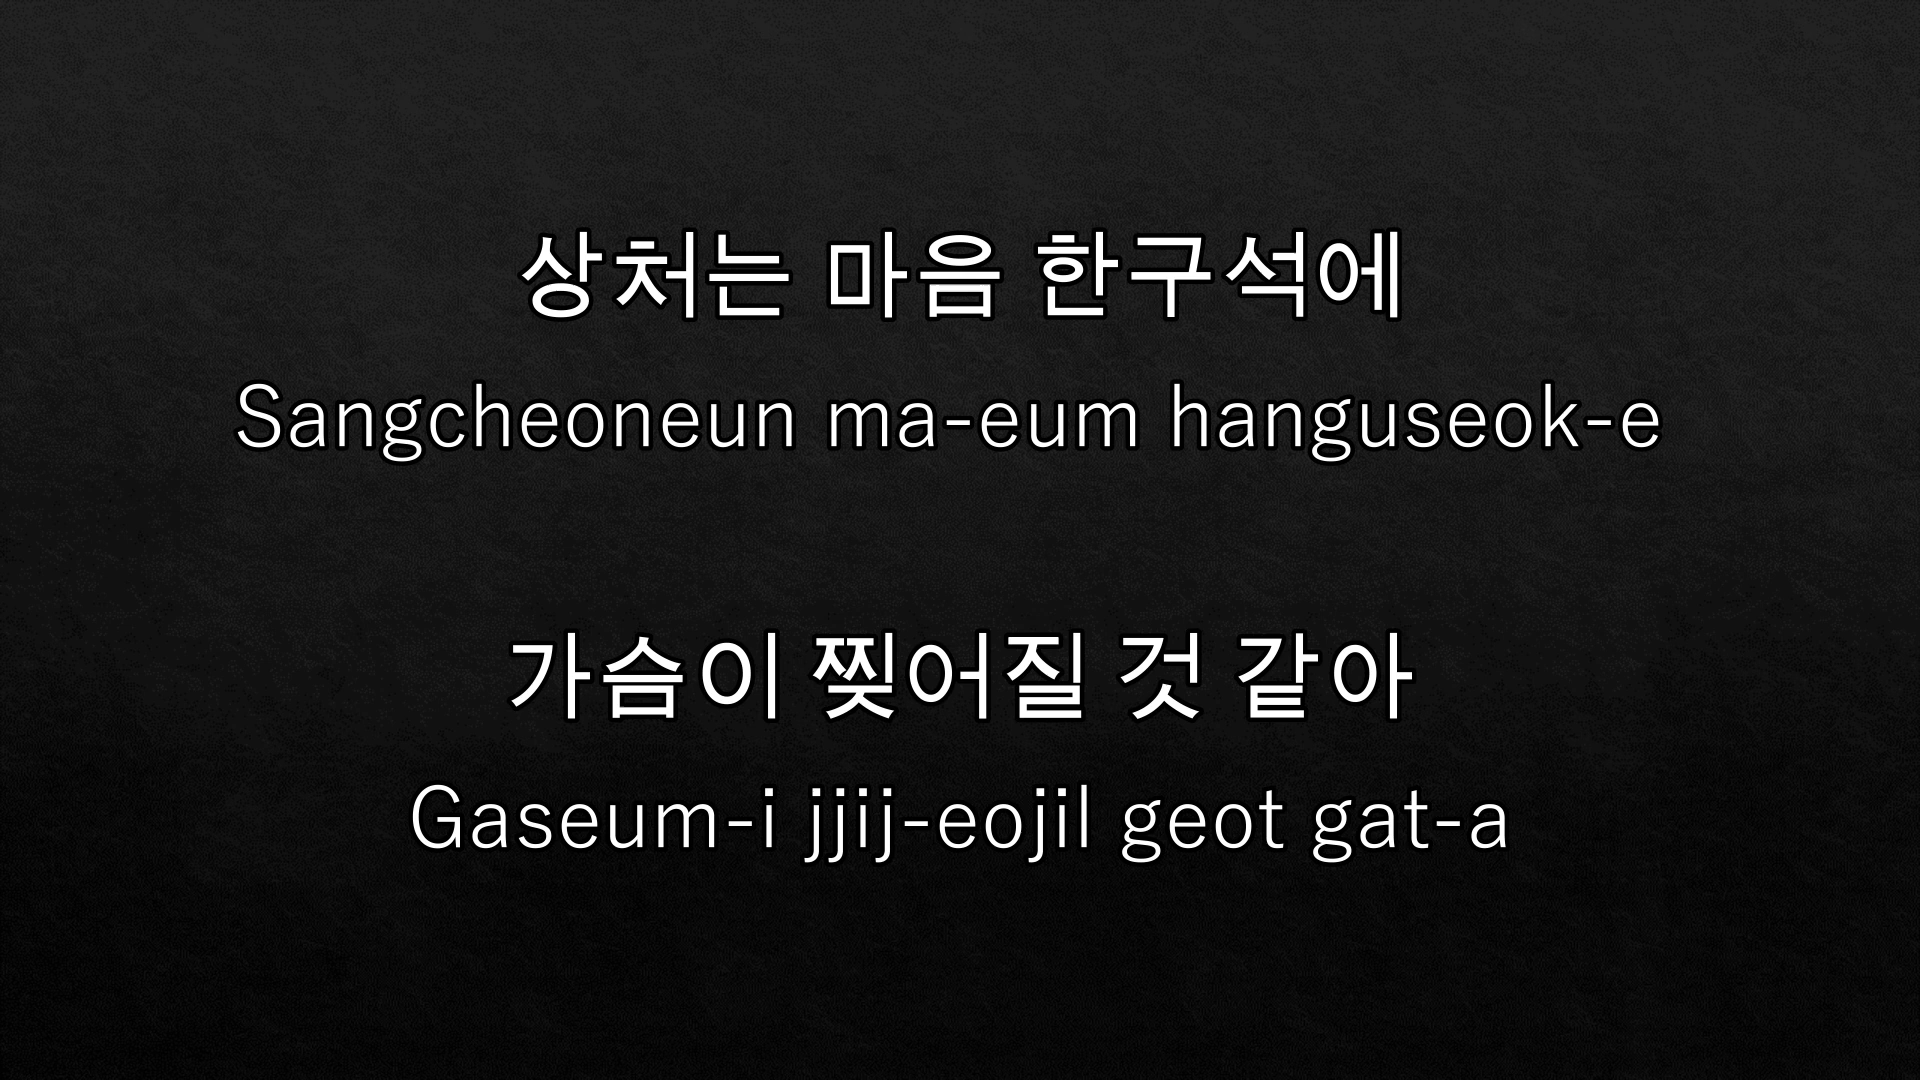 상처는 마음 한구석에
Sangcheoneun ma-eum hanguseok-e
가슴이 찢어질 것 같아
Gaseum-i jjij-eojil geot gat-a